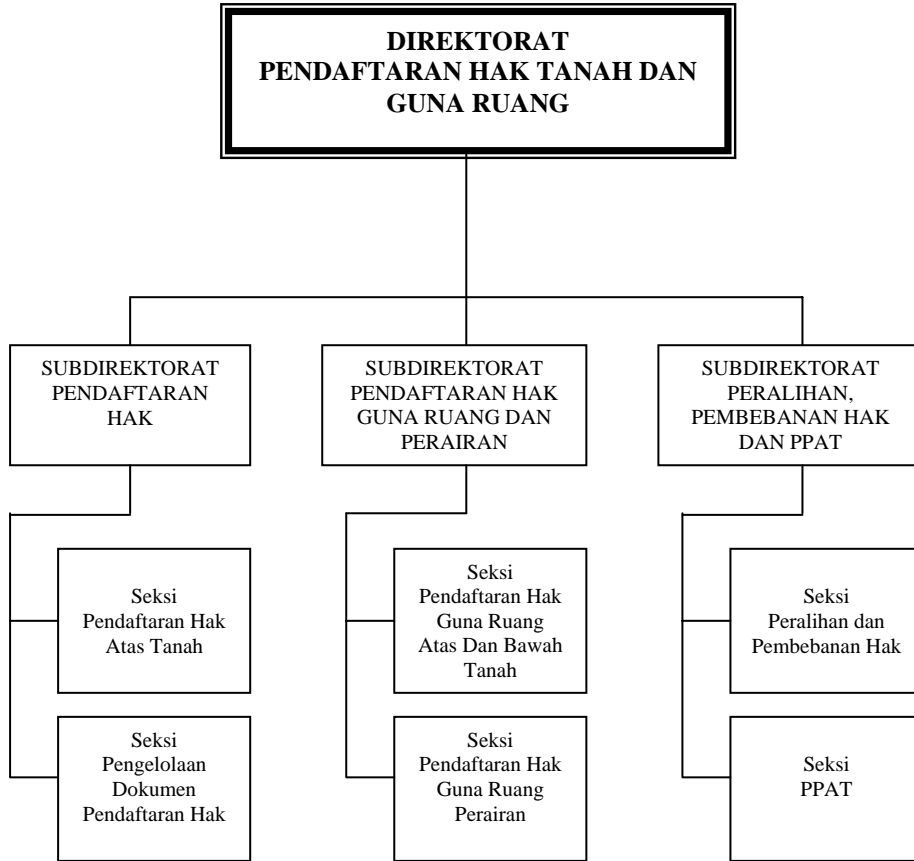 DIREKTORAT
PENDAFTARAN HAK TANAH DAN
GUNA RUANG
SUBDIREKTORAT
PENDAFTARAN
HAK
SUBDIREKTORAT
PENDAFTARAN HAK
GUNA RUANG DAN
PERAIRAN
SUBDIREKTORAT
PERALIHAN,
PEMBEBANAN HAK
DAN PPAT
Seksi
Pendaftaran Hak
Atas Tanah
Seksi
Pendaftaran Hak
Guna Ruang
Atas Dan Bawah
Tanah
Seksi
Peralihan dan
Pembebanan Hak
Seksi
Pengelolaan
Dokumen
Pendaftaran Hak
Seksi
Pendaftaran Hak
Guna Ruang
Perairan
Seksi
PPAT